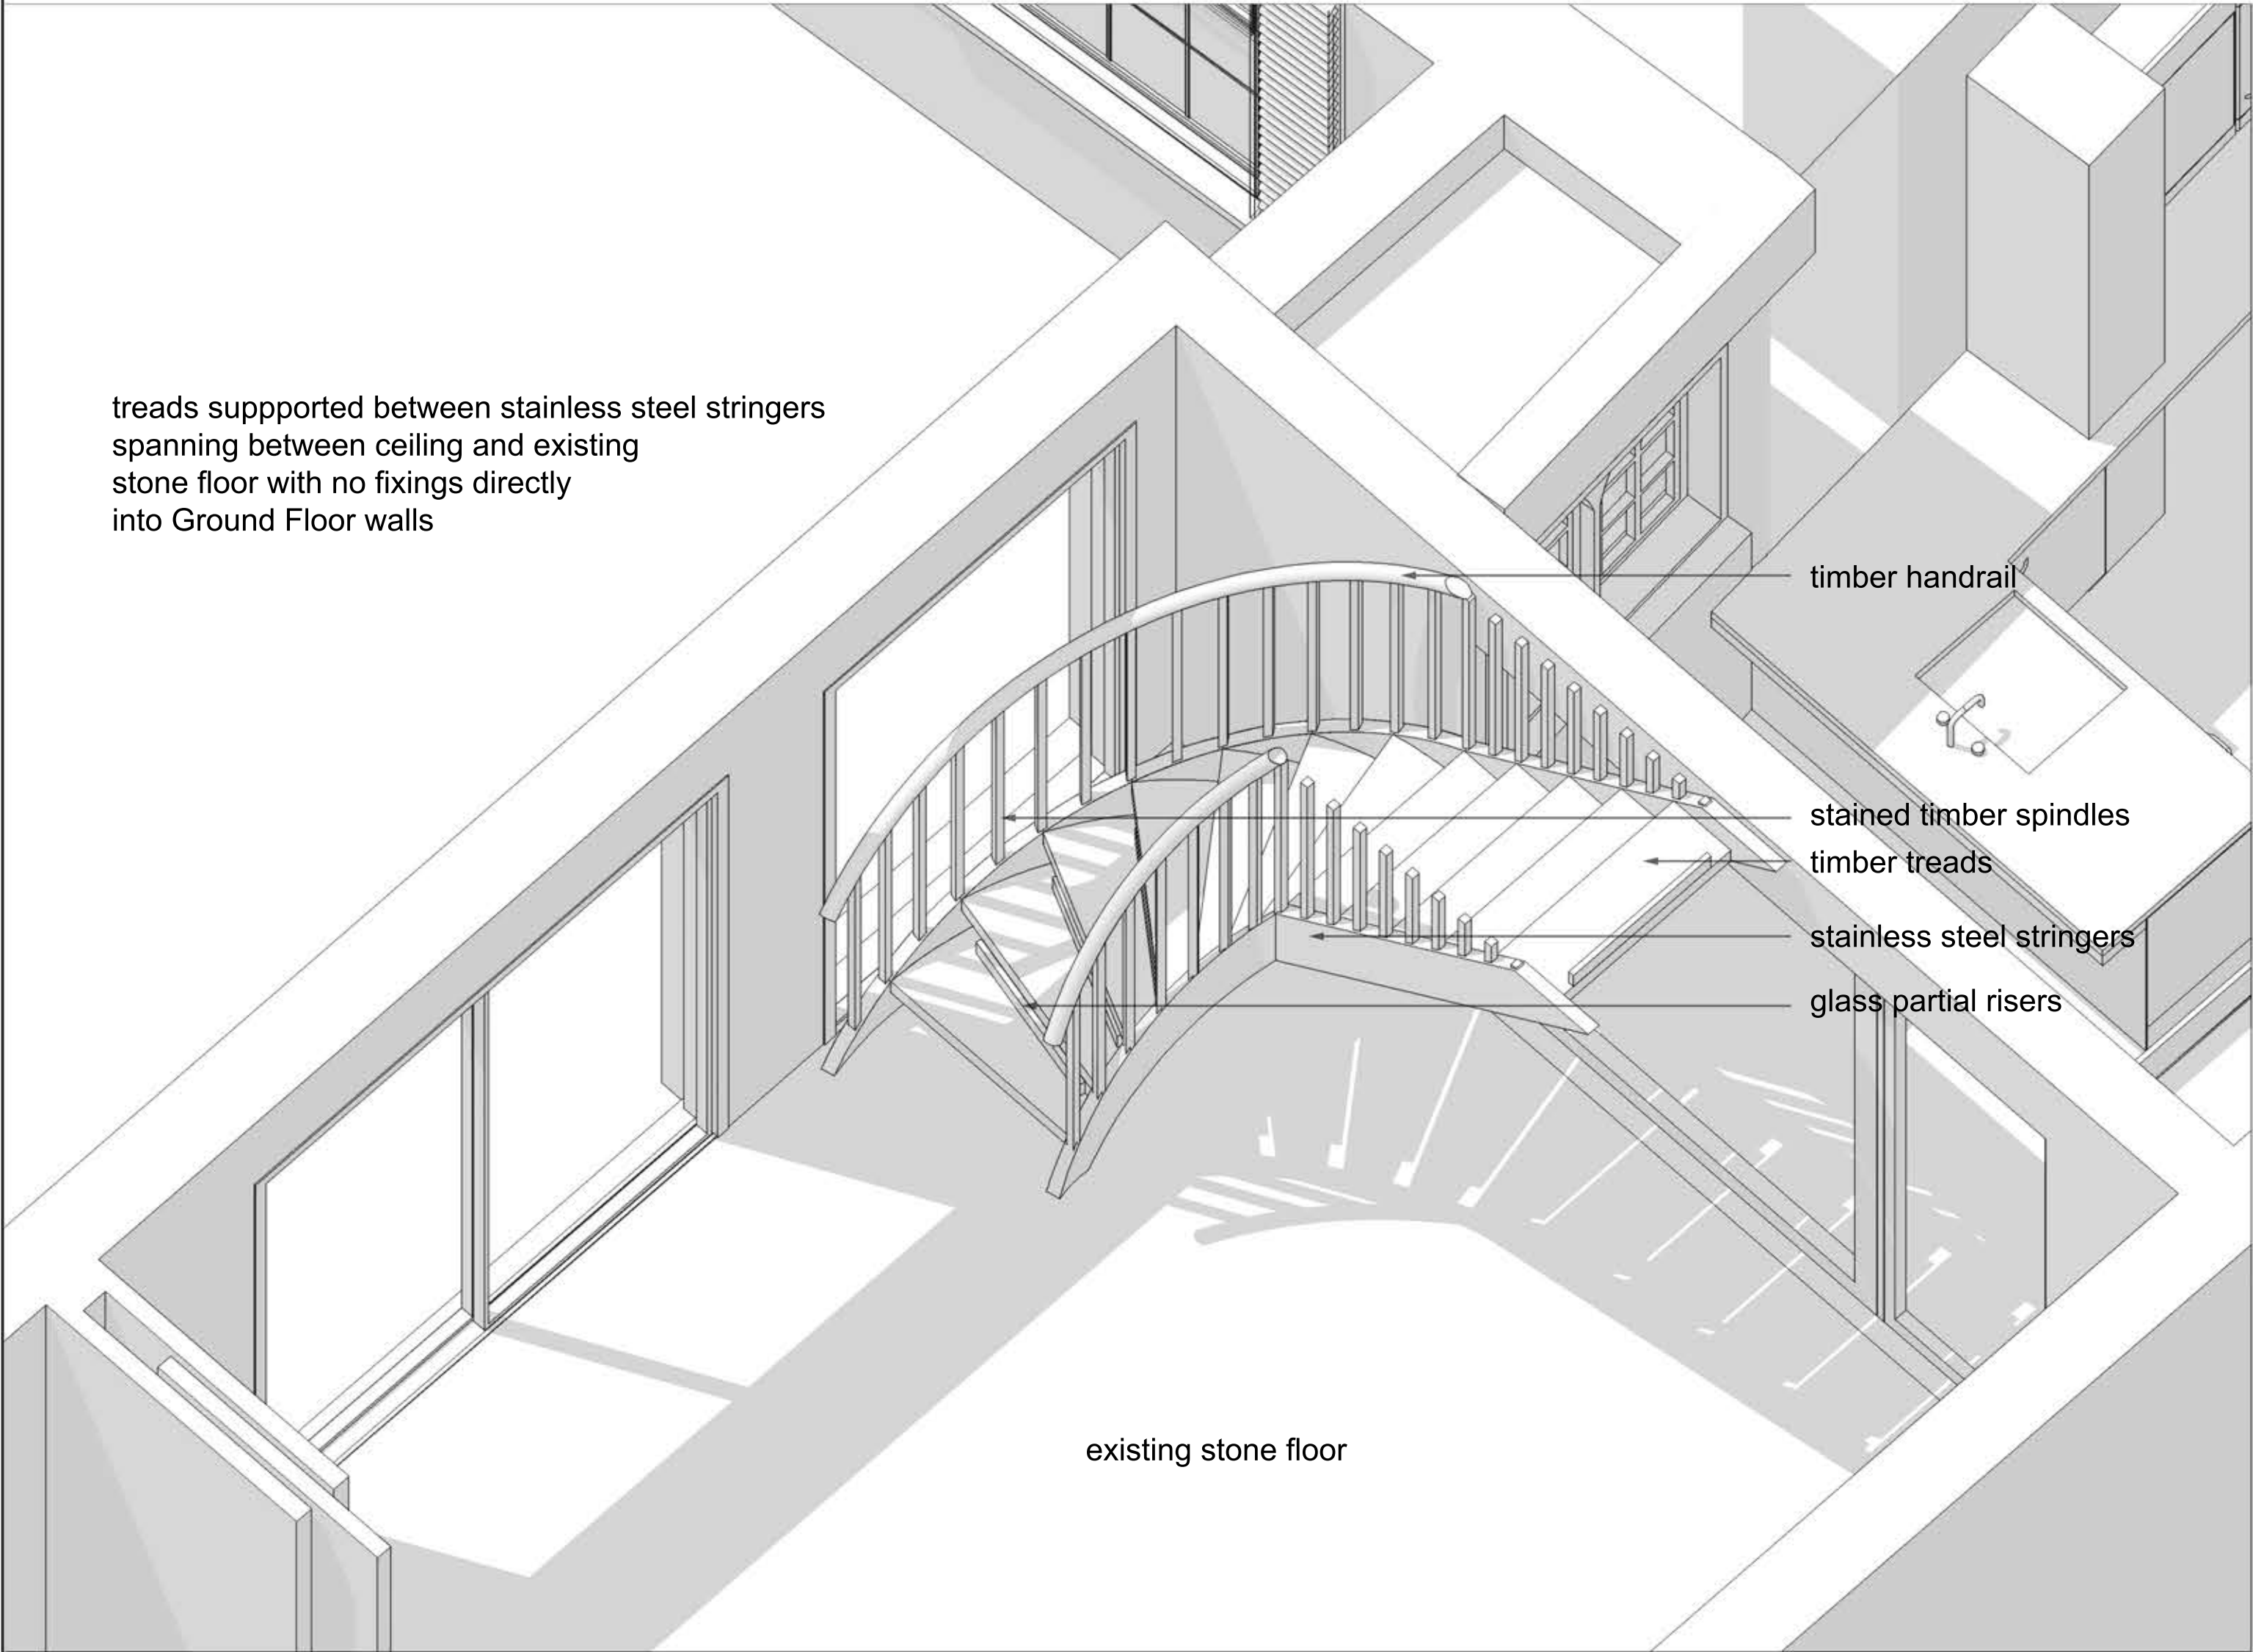 treads suppported between stainless steel stringers
spanning between ceiling and existing
stone floor with no fixings directly
into Ground Floor walls
timber handrail
stained timber spindles
timber treads
stainless steel stringers
glass partial risers
existing stone floor